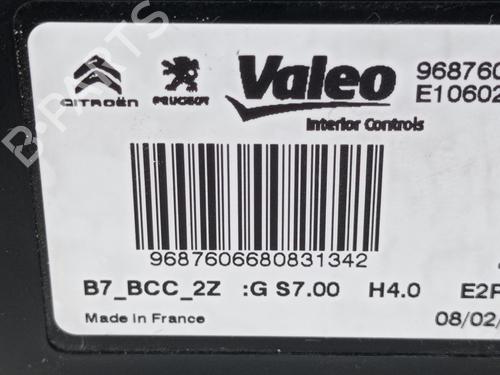 Valeo 968760
CITROËN PEUGEOT E10602
Interior Controls
9687606680831342
B7_BCC_2Z :G S7.00 H4.0 E2P
Made in France 08/02/
B-PARTS